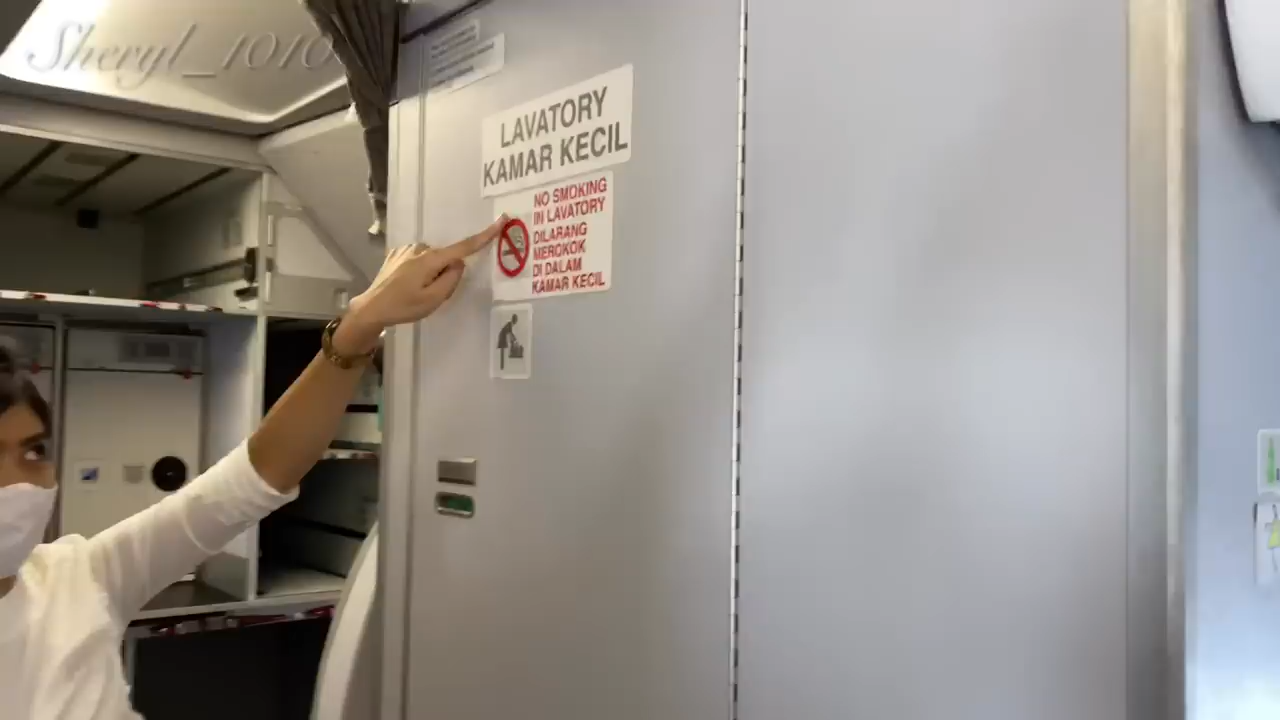 Sheryl_1010
LAVATORY
KAMAR KECIL
NO SMOKING
IN LAVATORY
DILARANG
MEROKOK
DI DALAM
KAMAR KECIL